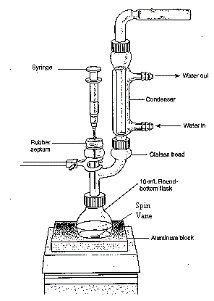 Syringe
Water out
Condenser
Rubber
septum
Water in
Claisen head
10-mL Round-
bottom flask
Spin
Vane
Aluminum block